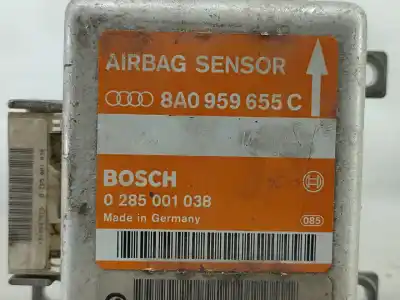 AIRBAG SENSOR
8A0 959 655 C
BOSCH
0 285 001 038
Made in Germany
085